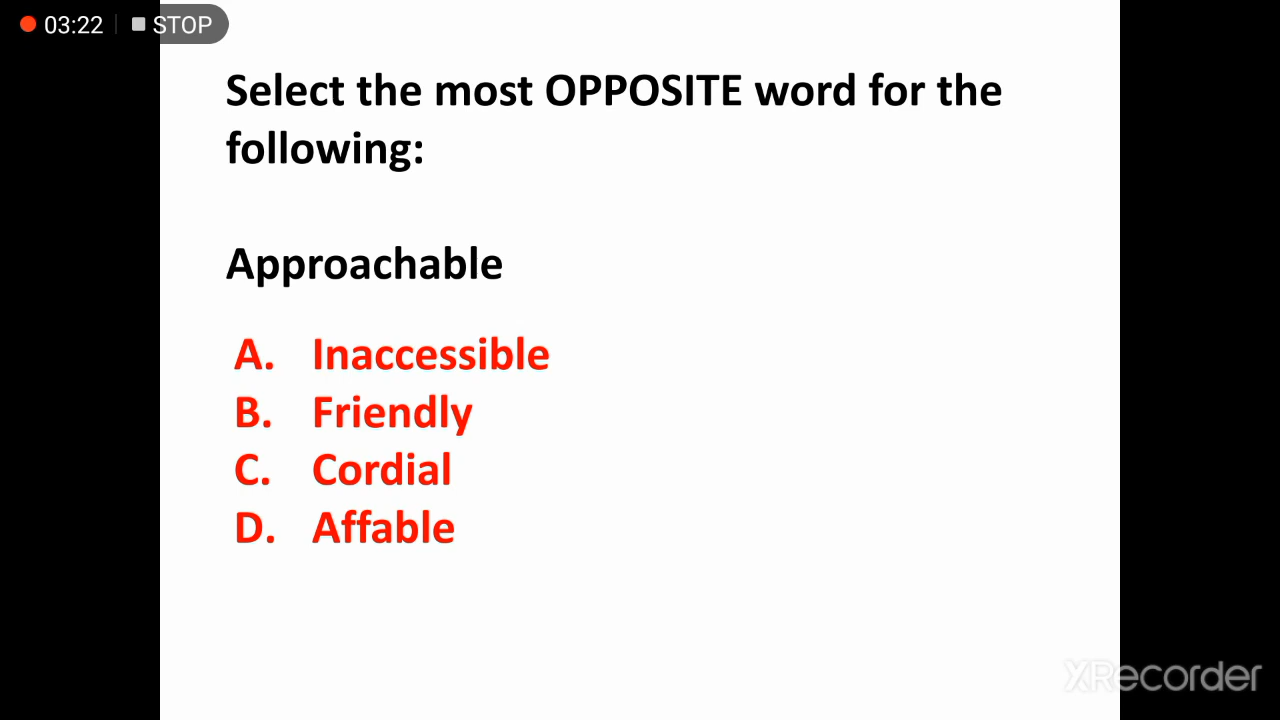 03:22 STOP
Select the most OPPOSITE word for the
following:
Approachable
A. Inaccessible
B. Friendly
C. Cordial
D. Affable
XRecorder